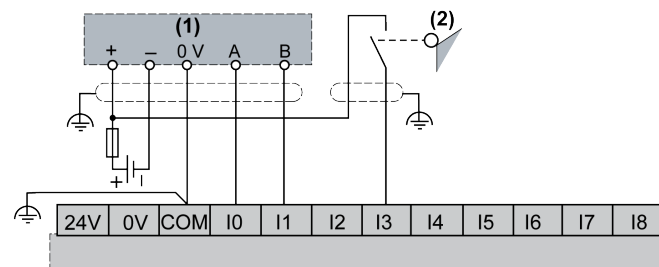 (1)
(2)
+ – 0 V A B
+ –
24V 0V COM I0 I1 I2 I3 I4 I5 I6 I7 I8